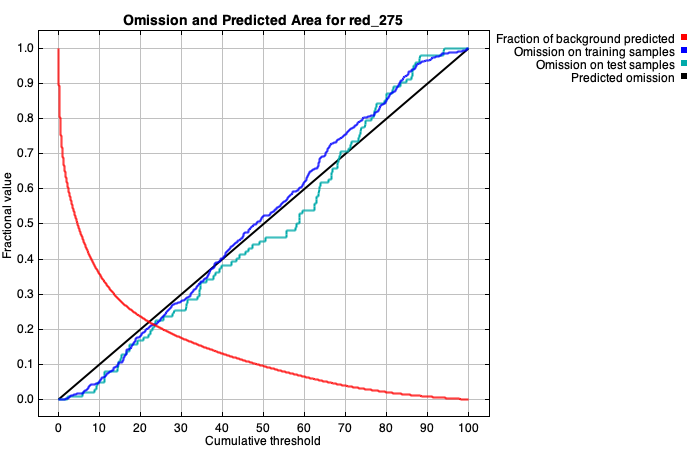 Omission and Predicted Area for red_275
Fraction of background predicted
Omission on training samples
Omission on test samples
Predicted omission
Fractional value
1.0
0.9
0.8
0.7
0.6
0.5
0.4
0.3
0.2
0.1
0.0
0 10 20 30 40 50 60 70 80 90 100
Cumulative threshold